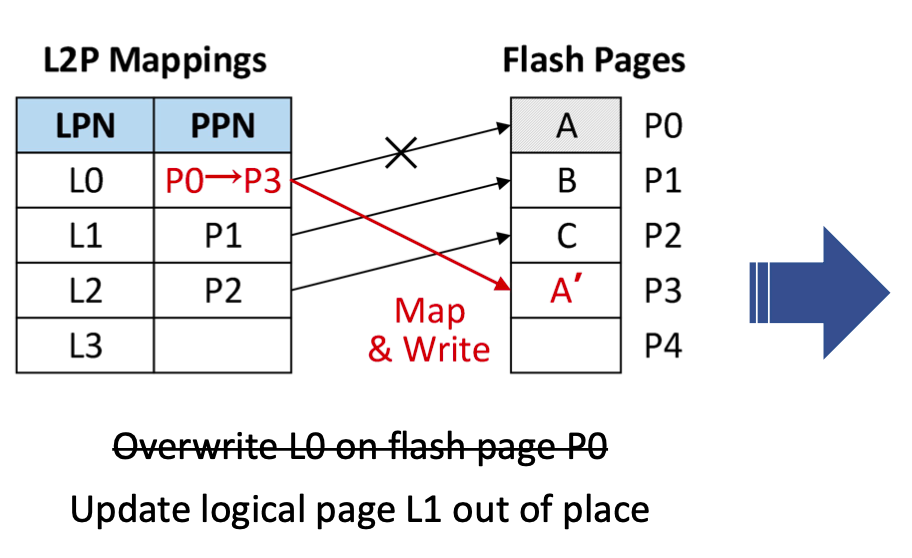 L2P Mappings
Flash Pages
LPN PPN
A P0
L0 P0→P3
B P1
L1 P1
C P2
L2 P2
A′ P3
Map
& Write
L3
P4
Overwrite L0 on flash page P0
Update logical page L1 out of place